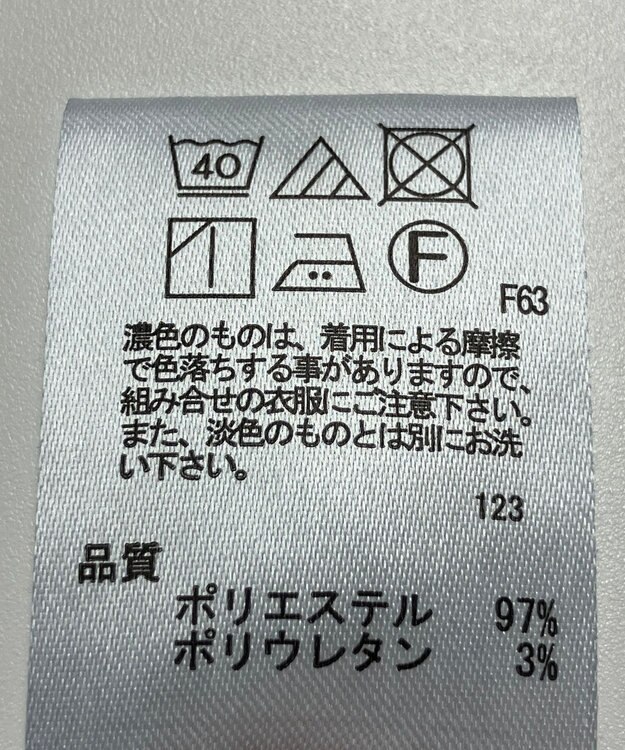 40
F
F63
濃色のものは、着用による摩擦
で色落ちする事がありますので、
組み合せの衣服にご注意下さい。
また、淡色のものとは別にお洗
い下さい。
123
品質
ポリエステル 97%
ポリウレタン 3%